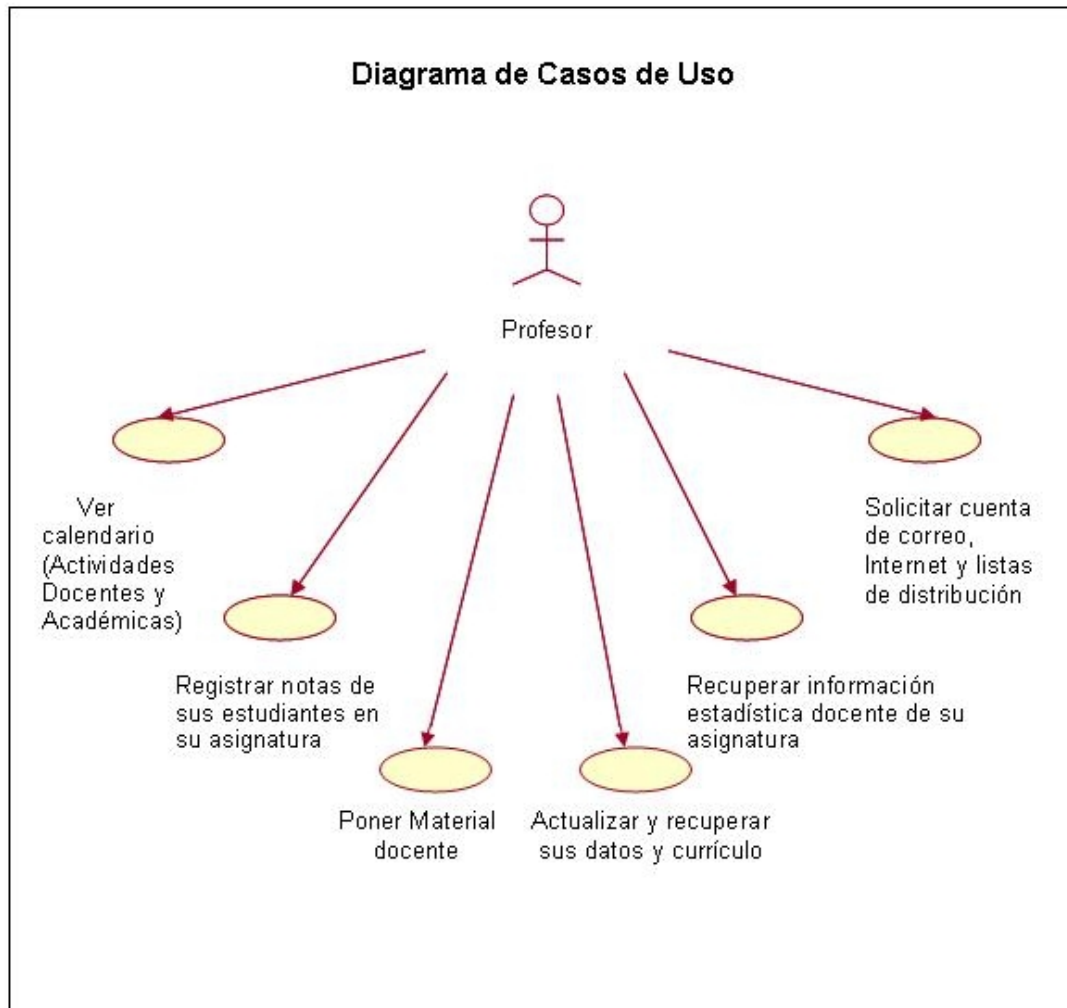 Diagrama de Casos de Uso
Profesor
Ver
calendario
(Actividades
Docentes y
Académicas)
Registrar notas de
sus estudiantes en
su asignatura
Poner Material
docente
Actualizar y recuperar
sus datos y currículo
Recuperar información
estadística docente de su
asignatura
Solicitar cuenta
de correo,
Internet y listas
de distribución